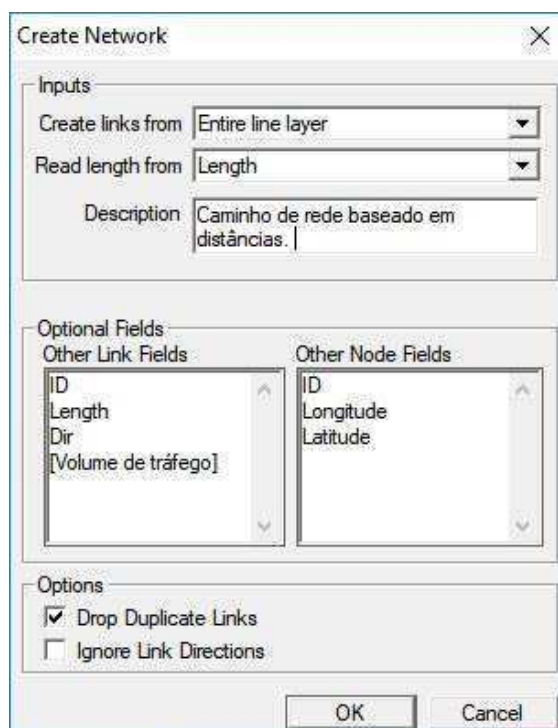 Create Network
Inputs
Create links from Entire line layer
Read length from Length
Description Caminho de rede baseado em
distâncias.
Optional Fields
Other Link Fields Other Node Fields
ID ID
Length Longitude
Dir Latitude
[Volume de tráfego]
Options
Drop Duplicate Links
Ignore Link Directions
OK Cancel